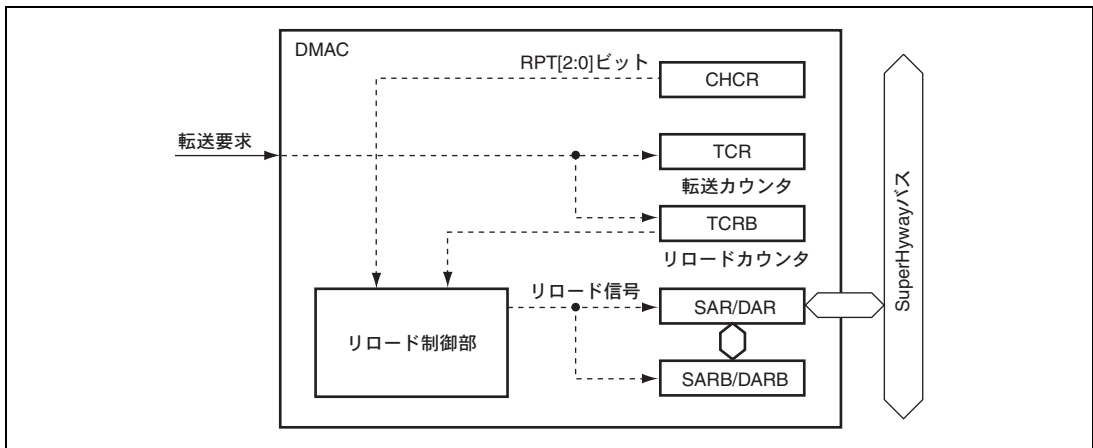 DMAC
RPT[2:0]ビット
CHCR
転送要求
TCR
転送カウンタ
TCRB
リロードカウンタ
リロード信号
SAR/DAR
リロード制御部
SARB/DARB
SuperHywayバス